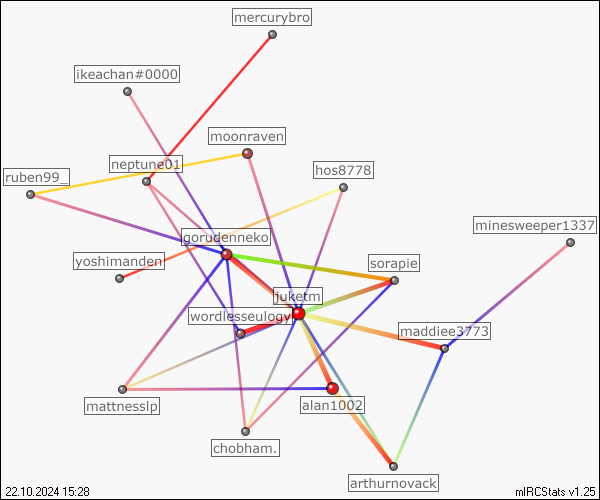 mercurybro
ikeachan#0000
moonraven
neptune01
hos8778
ruben99_
minesweeper1337
gorudenneko
yoshimanden
sorapie
juketm
wordlesseulogy
maddiee3773
mattnesslp
alan1002
chobham.
arthurnovack
22.10.2024 15:28
mIRCStats v1.25